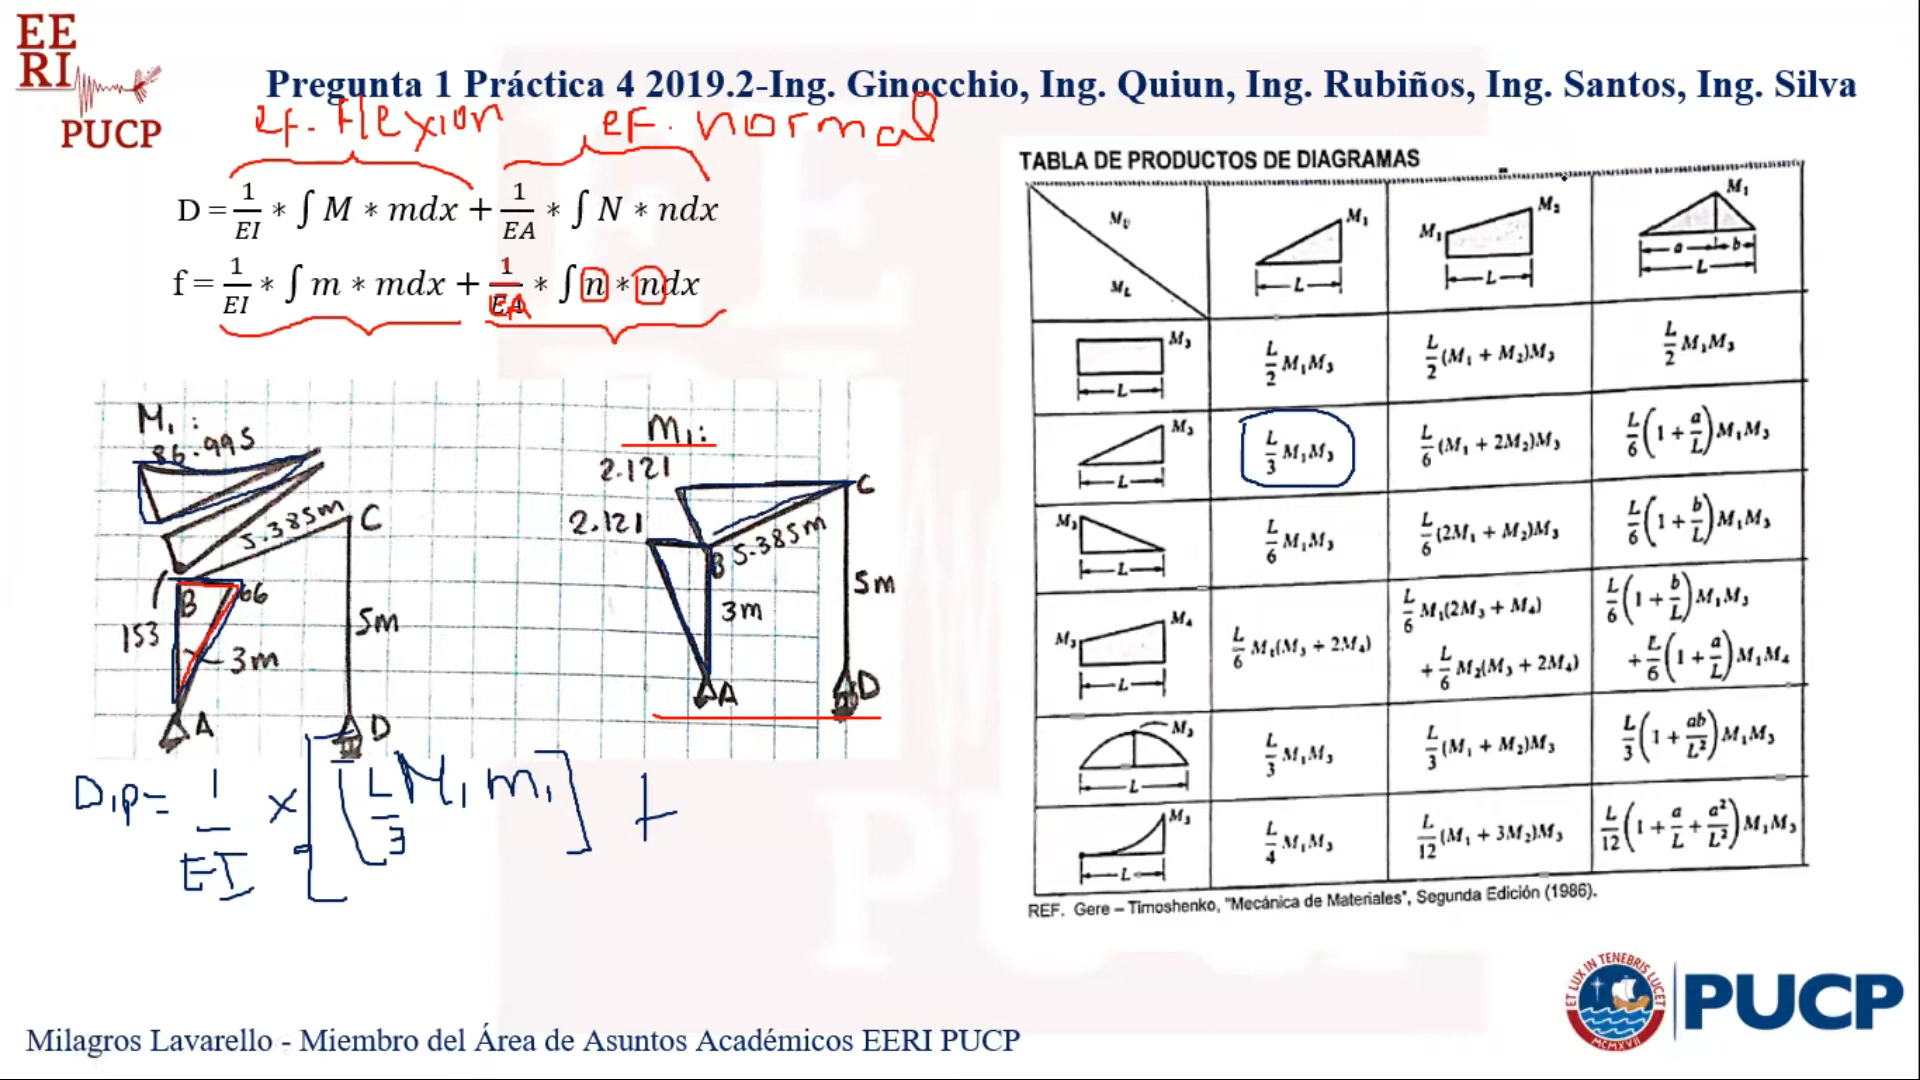 EE
RI
PUCP
Pregunta 1 Práctica 4 2019.2-Ing. Ginocchio, Ing. Quiun, Ing. Rubiños, Ing. Santos, Ing. Silva
ef. flexion
ef. normal
D = 1/EI * ∫ M * mdx + 1/EA * ∫ N * ndx
f = 1/EI * ∫ m * mdx + 1/EA * ∫ n * ndx
M₁:
86.995
5.385m
C
B
66
153
3m
5m
A
D
m₁:
2.121
2.121
C
B
5.385m
3m
5m
A
D
D₁p = 1/EI x [(L/3 M₁ m₁] +
TABLA DE PRODUCTOS DE DIAGRAMAS
M_U
M_L
M₁
L
M₁ M₂
L
M₁
a b
L
M₃
L
L/2 M₁M₃
L/2 (M₁ + M₂)M₃
L/2 M₁M₃
M₃
L
L/3 M₁M₃
L/6 (M₁ + 2M₂)M₃
L/6 (1 + a/L) M₁M₃
M₃
L
L/6 M₁M₃
L/6 (2M₁ + M₂)M₃
L/6 (1 + b/L) M₁M₃
M₃ M₄
L
L/6 M₁(M₃ + 2M₄)
L/6 M₁(2M₃ + M₄)
+ L/6 M₂(M₃ + 2M₄)
L/6 (1 + b/L) M₁M₃
+ L/6 (1 + a/L) M₁M₄
M₃
L
L/3 M₁M₃
L/3 (M₁ + M₂)M₃
L/3 (1 + ab/L²) M₁M₃
M₃
L
L/4 M₁M₃
L/12 (M₁ + 3M₂)M₃
L/12 (1 + a/L + a²/L²) M₁M₃
REF. Gere – Timoshenko, "Mecánica de Materiales", Segunda Edición (1986).
ET LUX IN TENEBRIS LUCET
MCMXVII
PUCP
Milagros Lavarello - Miembro del Área de Asuntos Académicos EERI PUCP